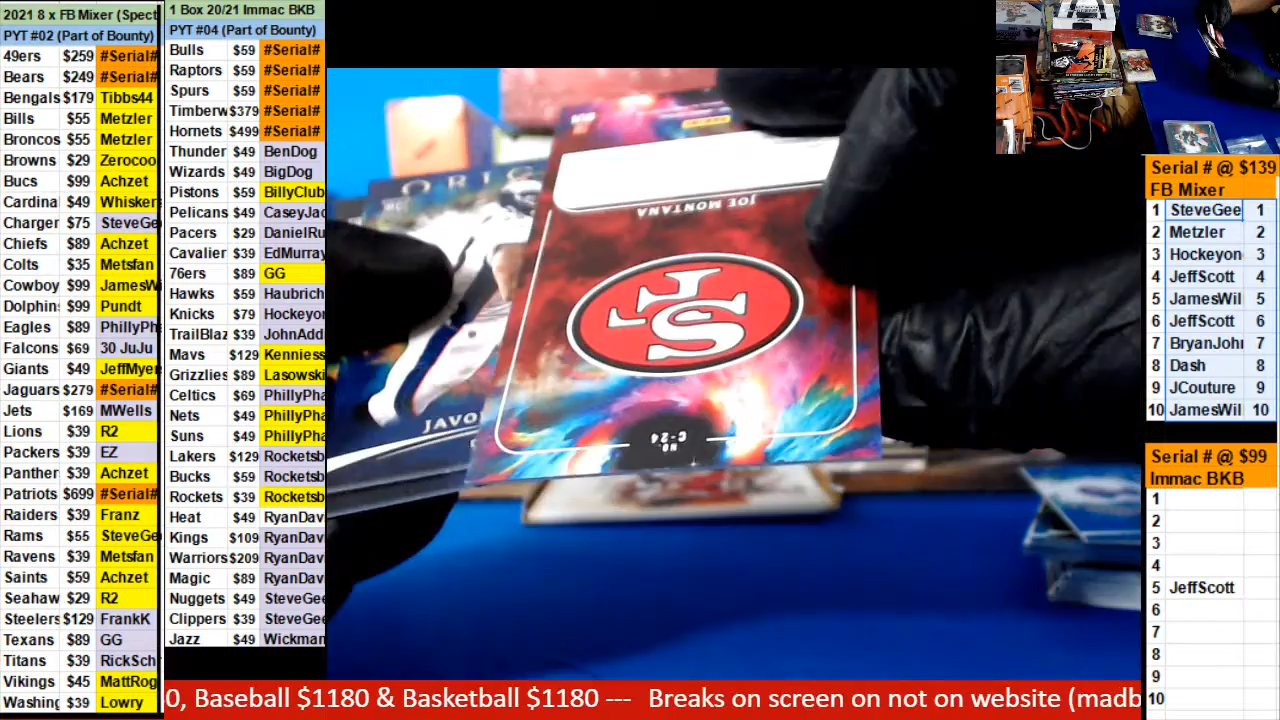 2021 8 x FB Mixer (Spect
PYT #02 (Part of Bounty)
49ers $259 #Serial#
Bears $249 #Serial#
Bengals $179 Tibbs44
Bills $55 Metzler
Broncos $55 Metzler
Browns $29 Zerocoo
Bucs $99 Achzet
Cardina $49 Whisker
Charger $75 SteveGe
Chiefs $89 Achzet
Colts $35 Metsfan
Cowboy $99 JamesWi
Dolphins $99 Pundt
Eagles $89 PhillyPh
Falcons $69 30 JuJu
Giants $49 JeffMyer
Jaguars $279 #Serial#
Jets $169 MWells
Lions $39 R2
Packers $39 EZ
Panther $39 Achzet
Patriots $699 #Serial#
Raiders $39 Franz
Rams $55 SteveGe
Ravens $39 Metsfan
Saints $59 Achzet
Seahaw $29 R2
Steelers $129 FrankK
Texans $89 GG
Titans $39 RickSch
Vikings $45 MattRog
Washing $39 Lowry
1 Box 20/21 Immac BKB
PYT #04 (Part of Bounty)
Bulls $59 #Serial#
Raptors $59 #Serial#
Spurs $59 #Serial#
Timberw $379 #Serial#
Hornets $499 #Serial#
Thunder $49 BenDog
Wizards $49 BigDog
Pistons $59 BillyClub
Pelicans $49 CaseyJac
Pacers $29 DanielRu
Cavalier $39 EdMurray
76ers $89 GG
Hawks $59 Haubrich
Knicks $79 Hockeyor
TrailBlaz $39 JohnAdd
Mavs $129 Kenniess
Grizzlies $89 Lasowski
Celtics $69 PhillyPha
Nets $49 PhillyPha
Suns $49 PhillyPha
Lakers $129 Rocketsb
Bucks $59 Rocketsb
Rockets $39 Rocketsb
Heat $49 RyanDav
Kings $109 RyanDav
Warriors $209 RyanDav
Magic $89 RyanDav
Nuggets $49 SteveGee
Clippers $39 SteveGee
Jazz $49 Wickman
ORIG
JAVO
JOE MONTANA
NO.
C-24
Serial # @ $139
FB Mixer
1 SteveGee 1
2 Metzler 2
3 Hockeyon 3
4 JeffScott 4
5 JamesWil 5
6 JeffScott 6
7 BryanJohn 7
8 Dash 8
9 JCouture 9
10 JamesWil 10
Serial # @ $99
Immac BKB
1
2
3
4
5 JeffScott
6
7
8
9
10
0, Baseball $1180 & Basketball $1180 --- Breaks on screen on not on website (madb